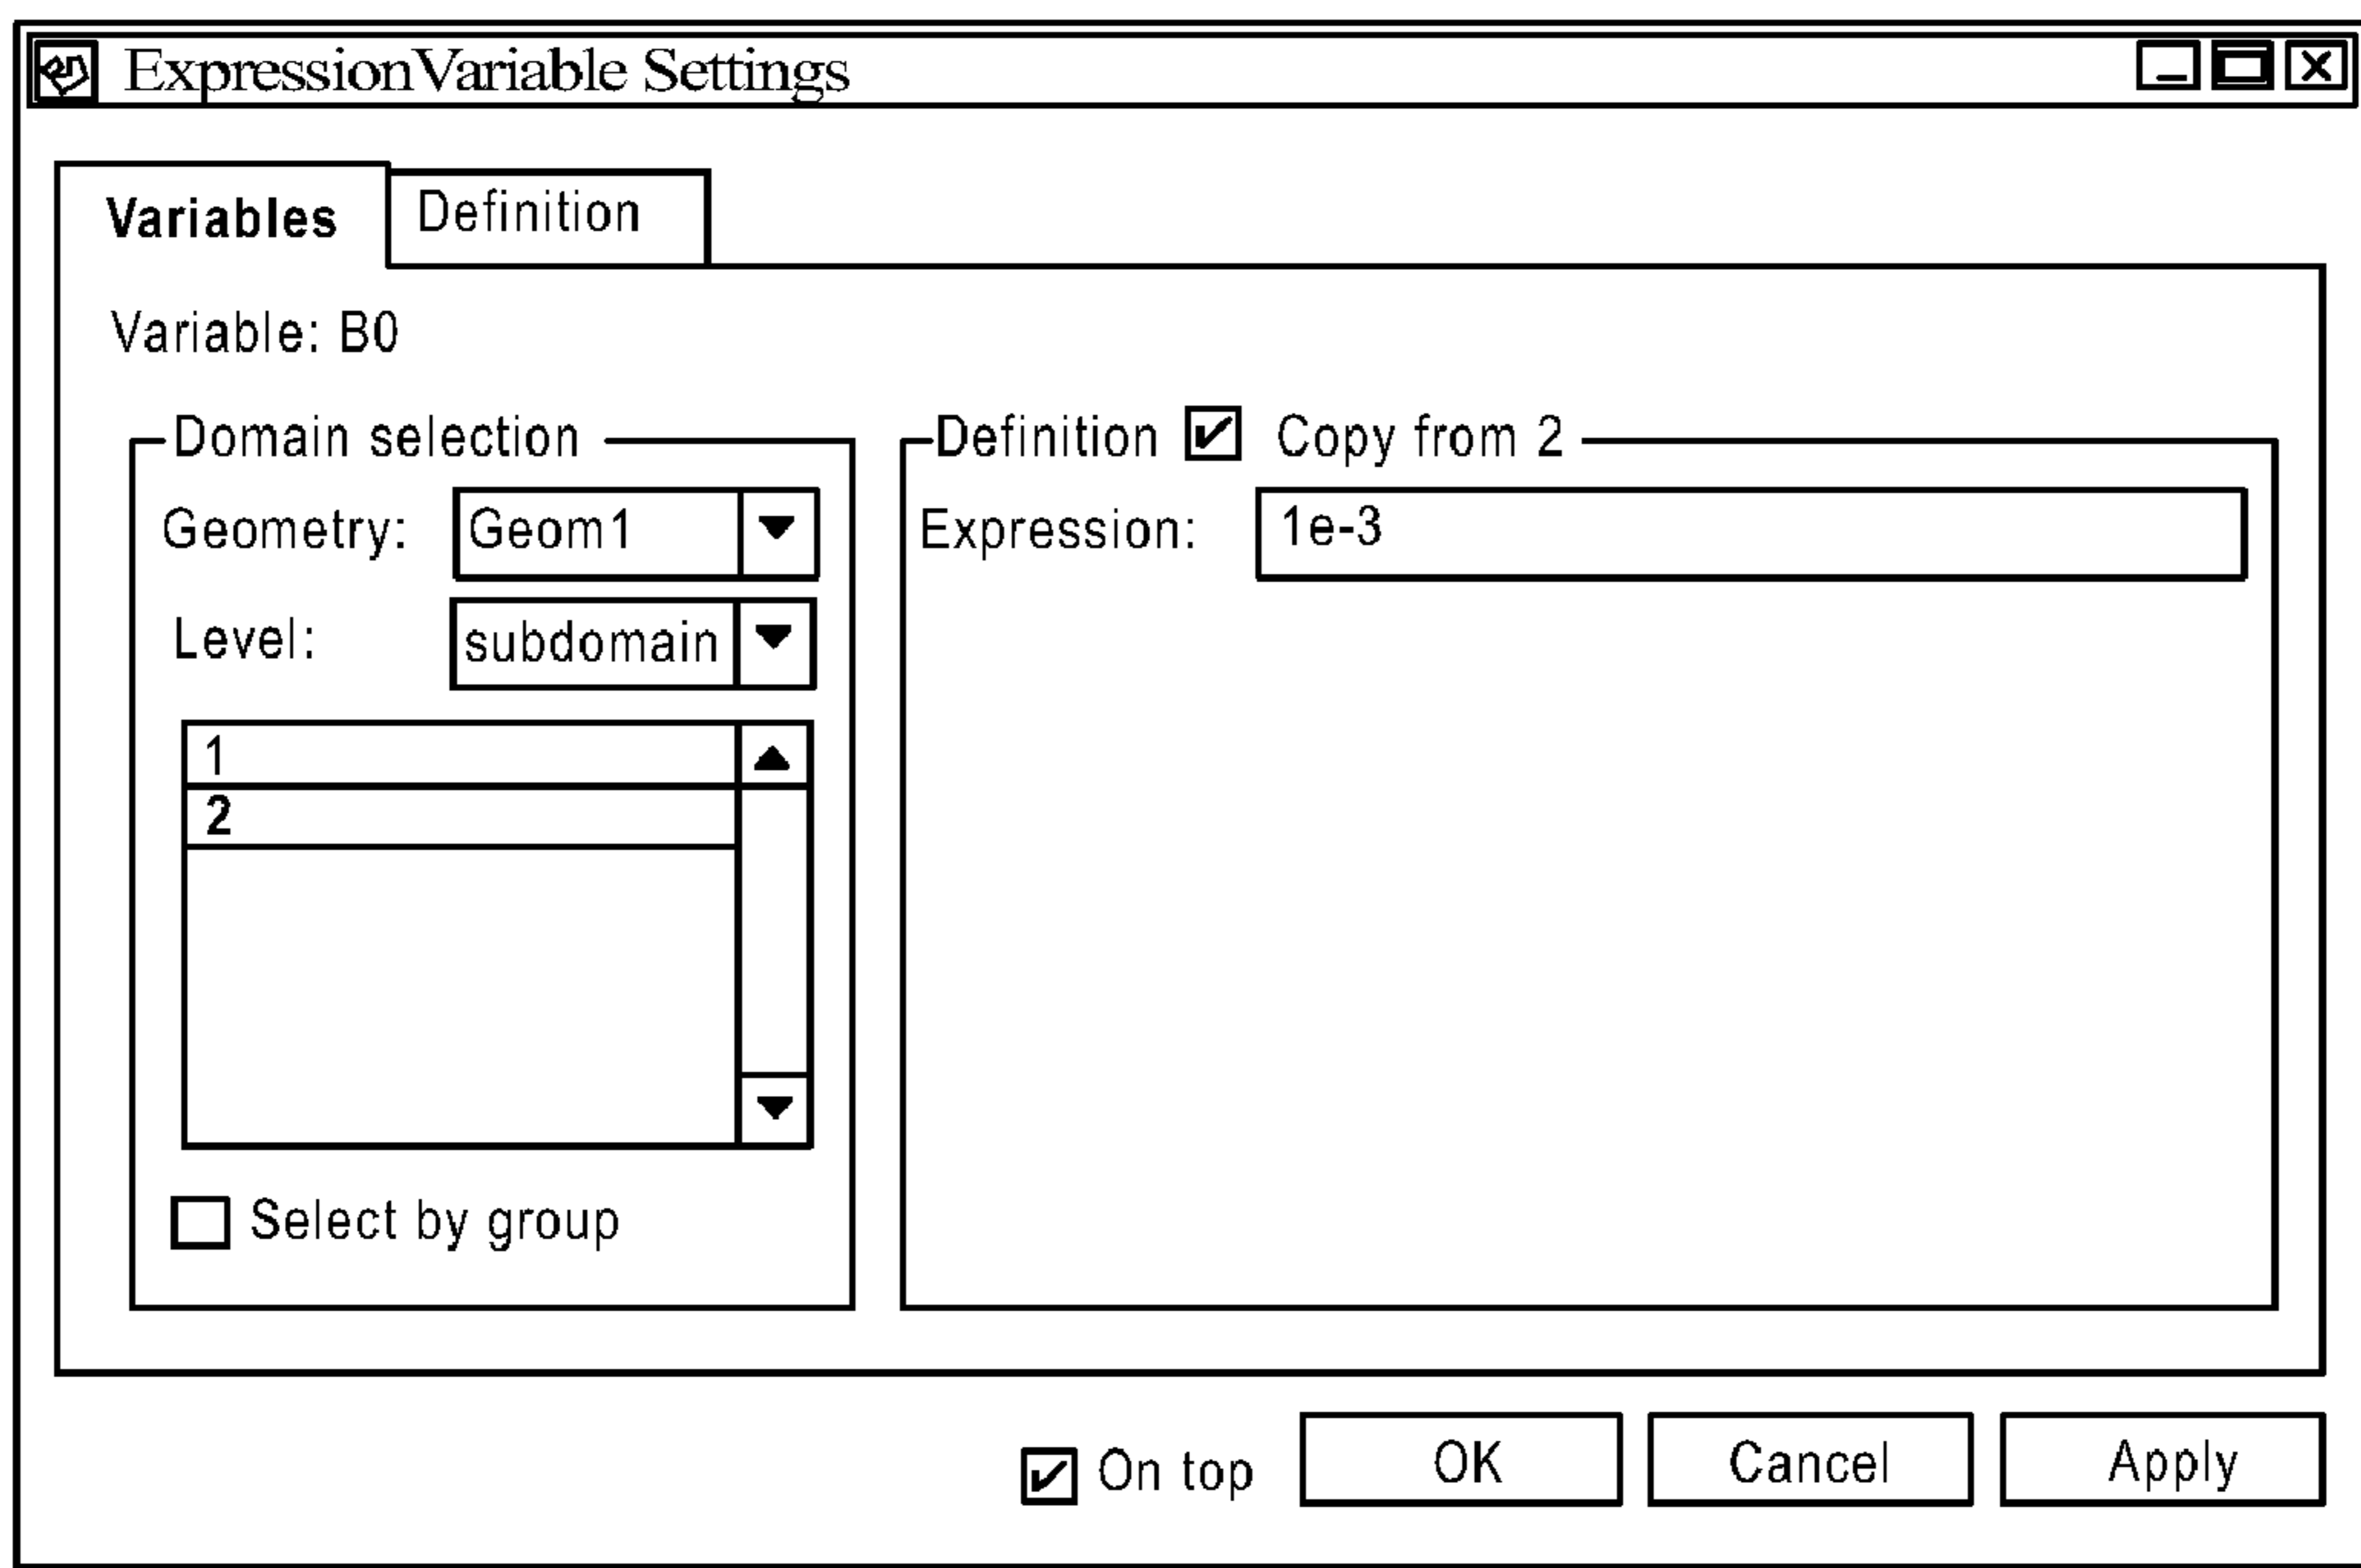 ExpressionVariable Settings
Variables
Definition
Variable: B0
Domain selection
Geometry: Geom1
Level: subdomain
1
2
Select by group
Definition Copy from 2
Expression: 1e-3
On top OK Cancel Apply